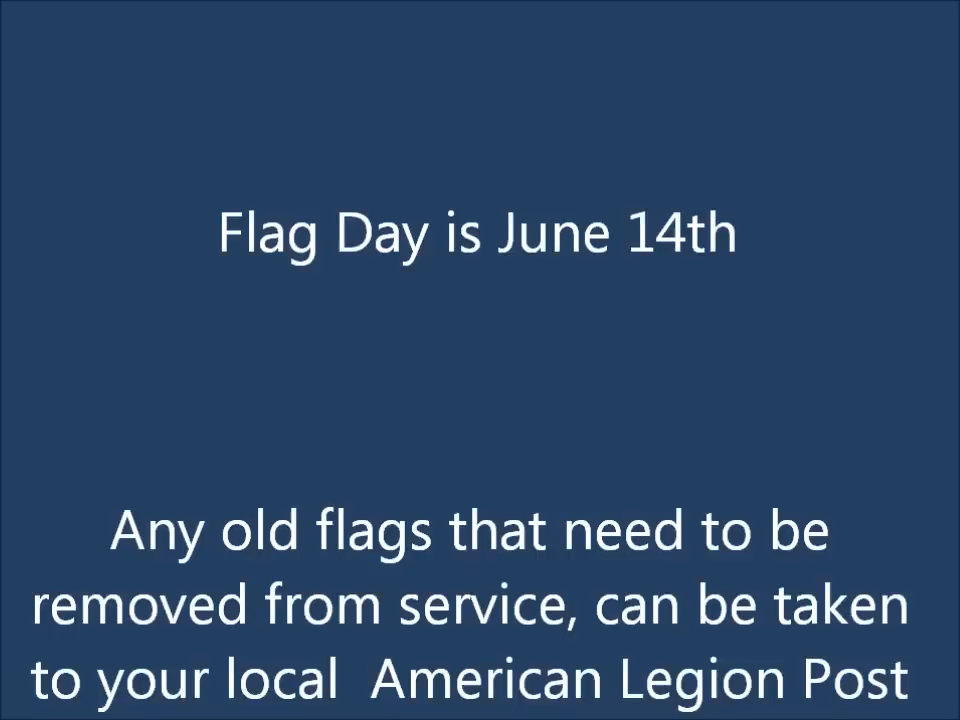 Flag Day is June 14th
Any old flags that need to be
removed from service, can be taken
to your local  American Legion Post